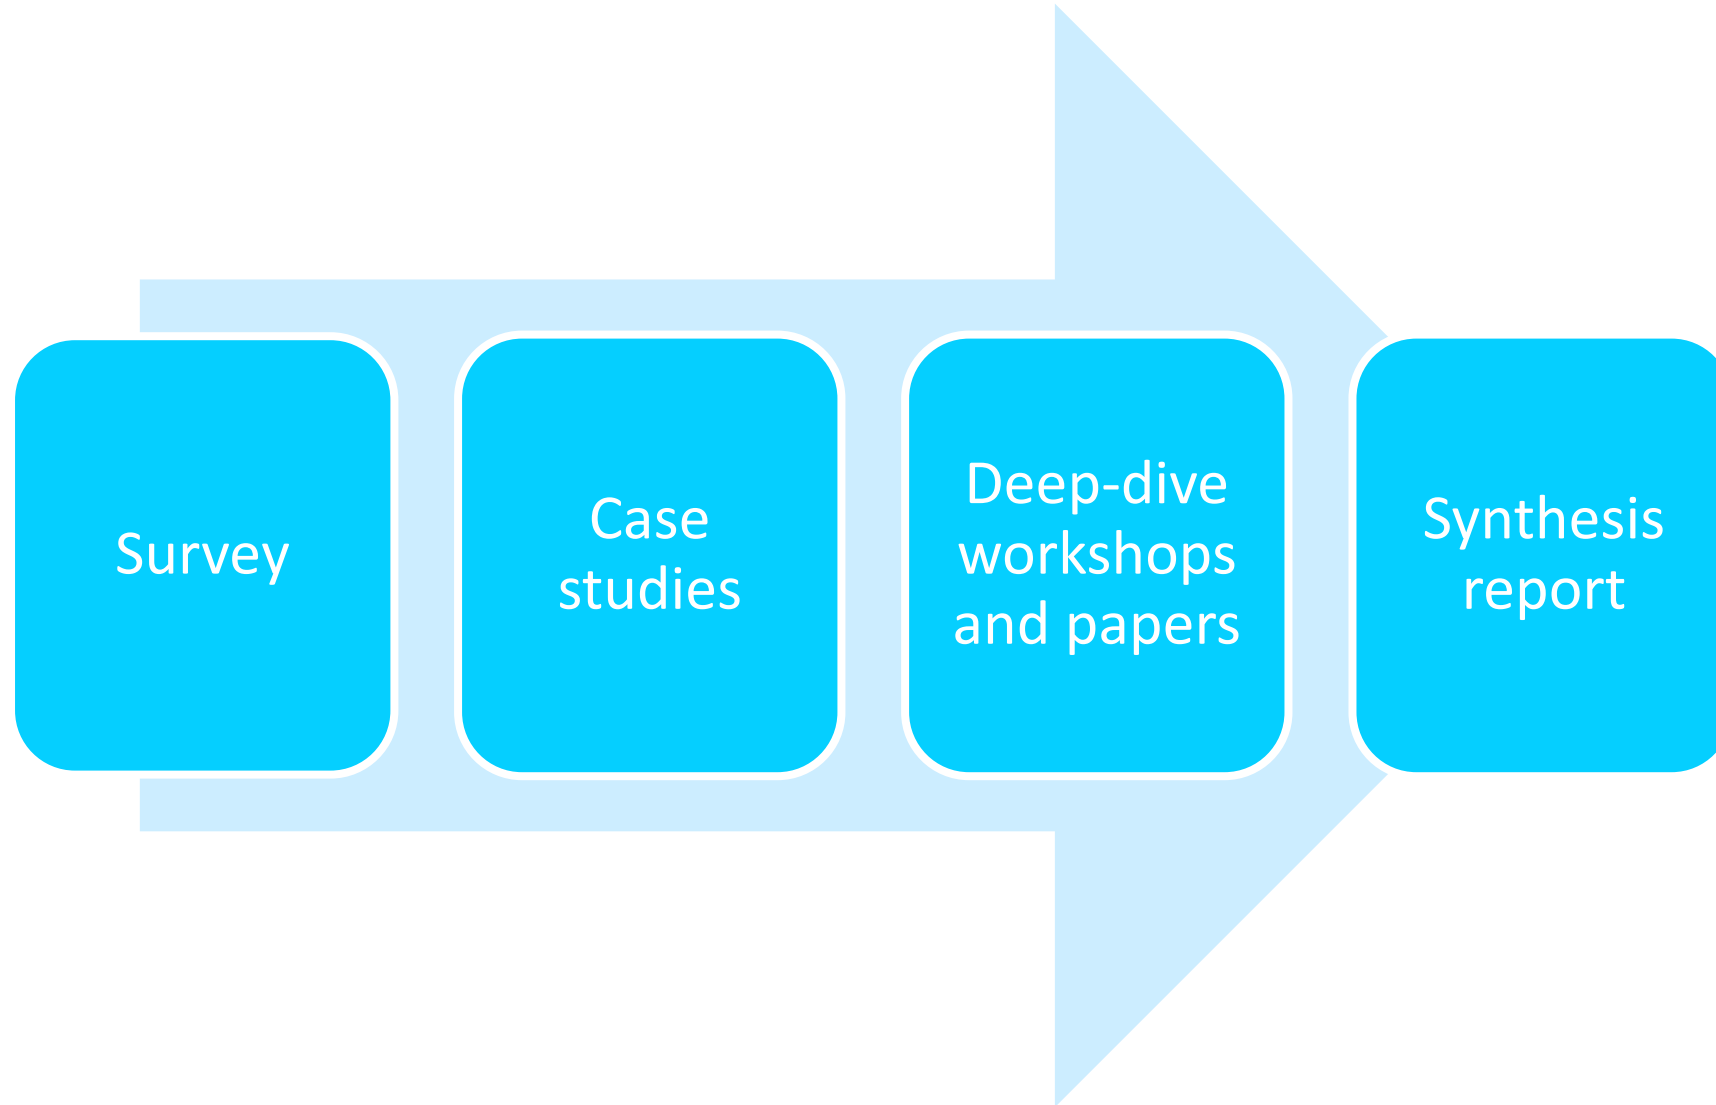 Survey
Case
studies
Deep-dive
workshops
and papers
Synthesis
report